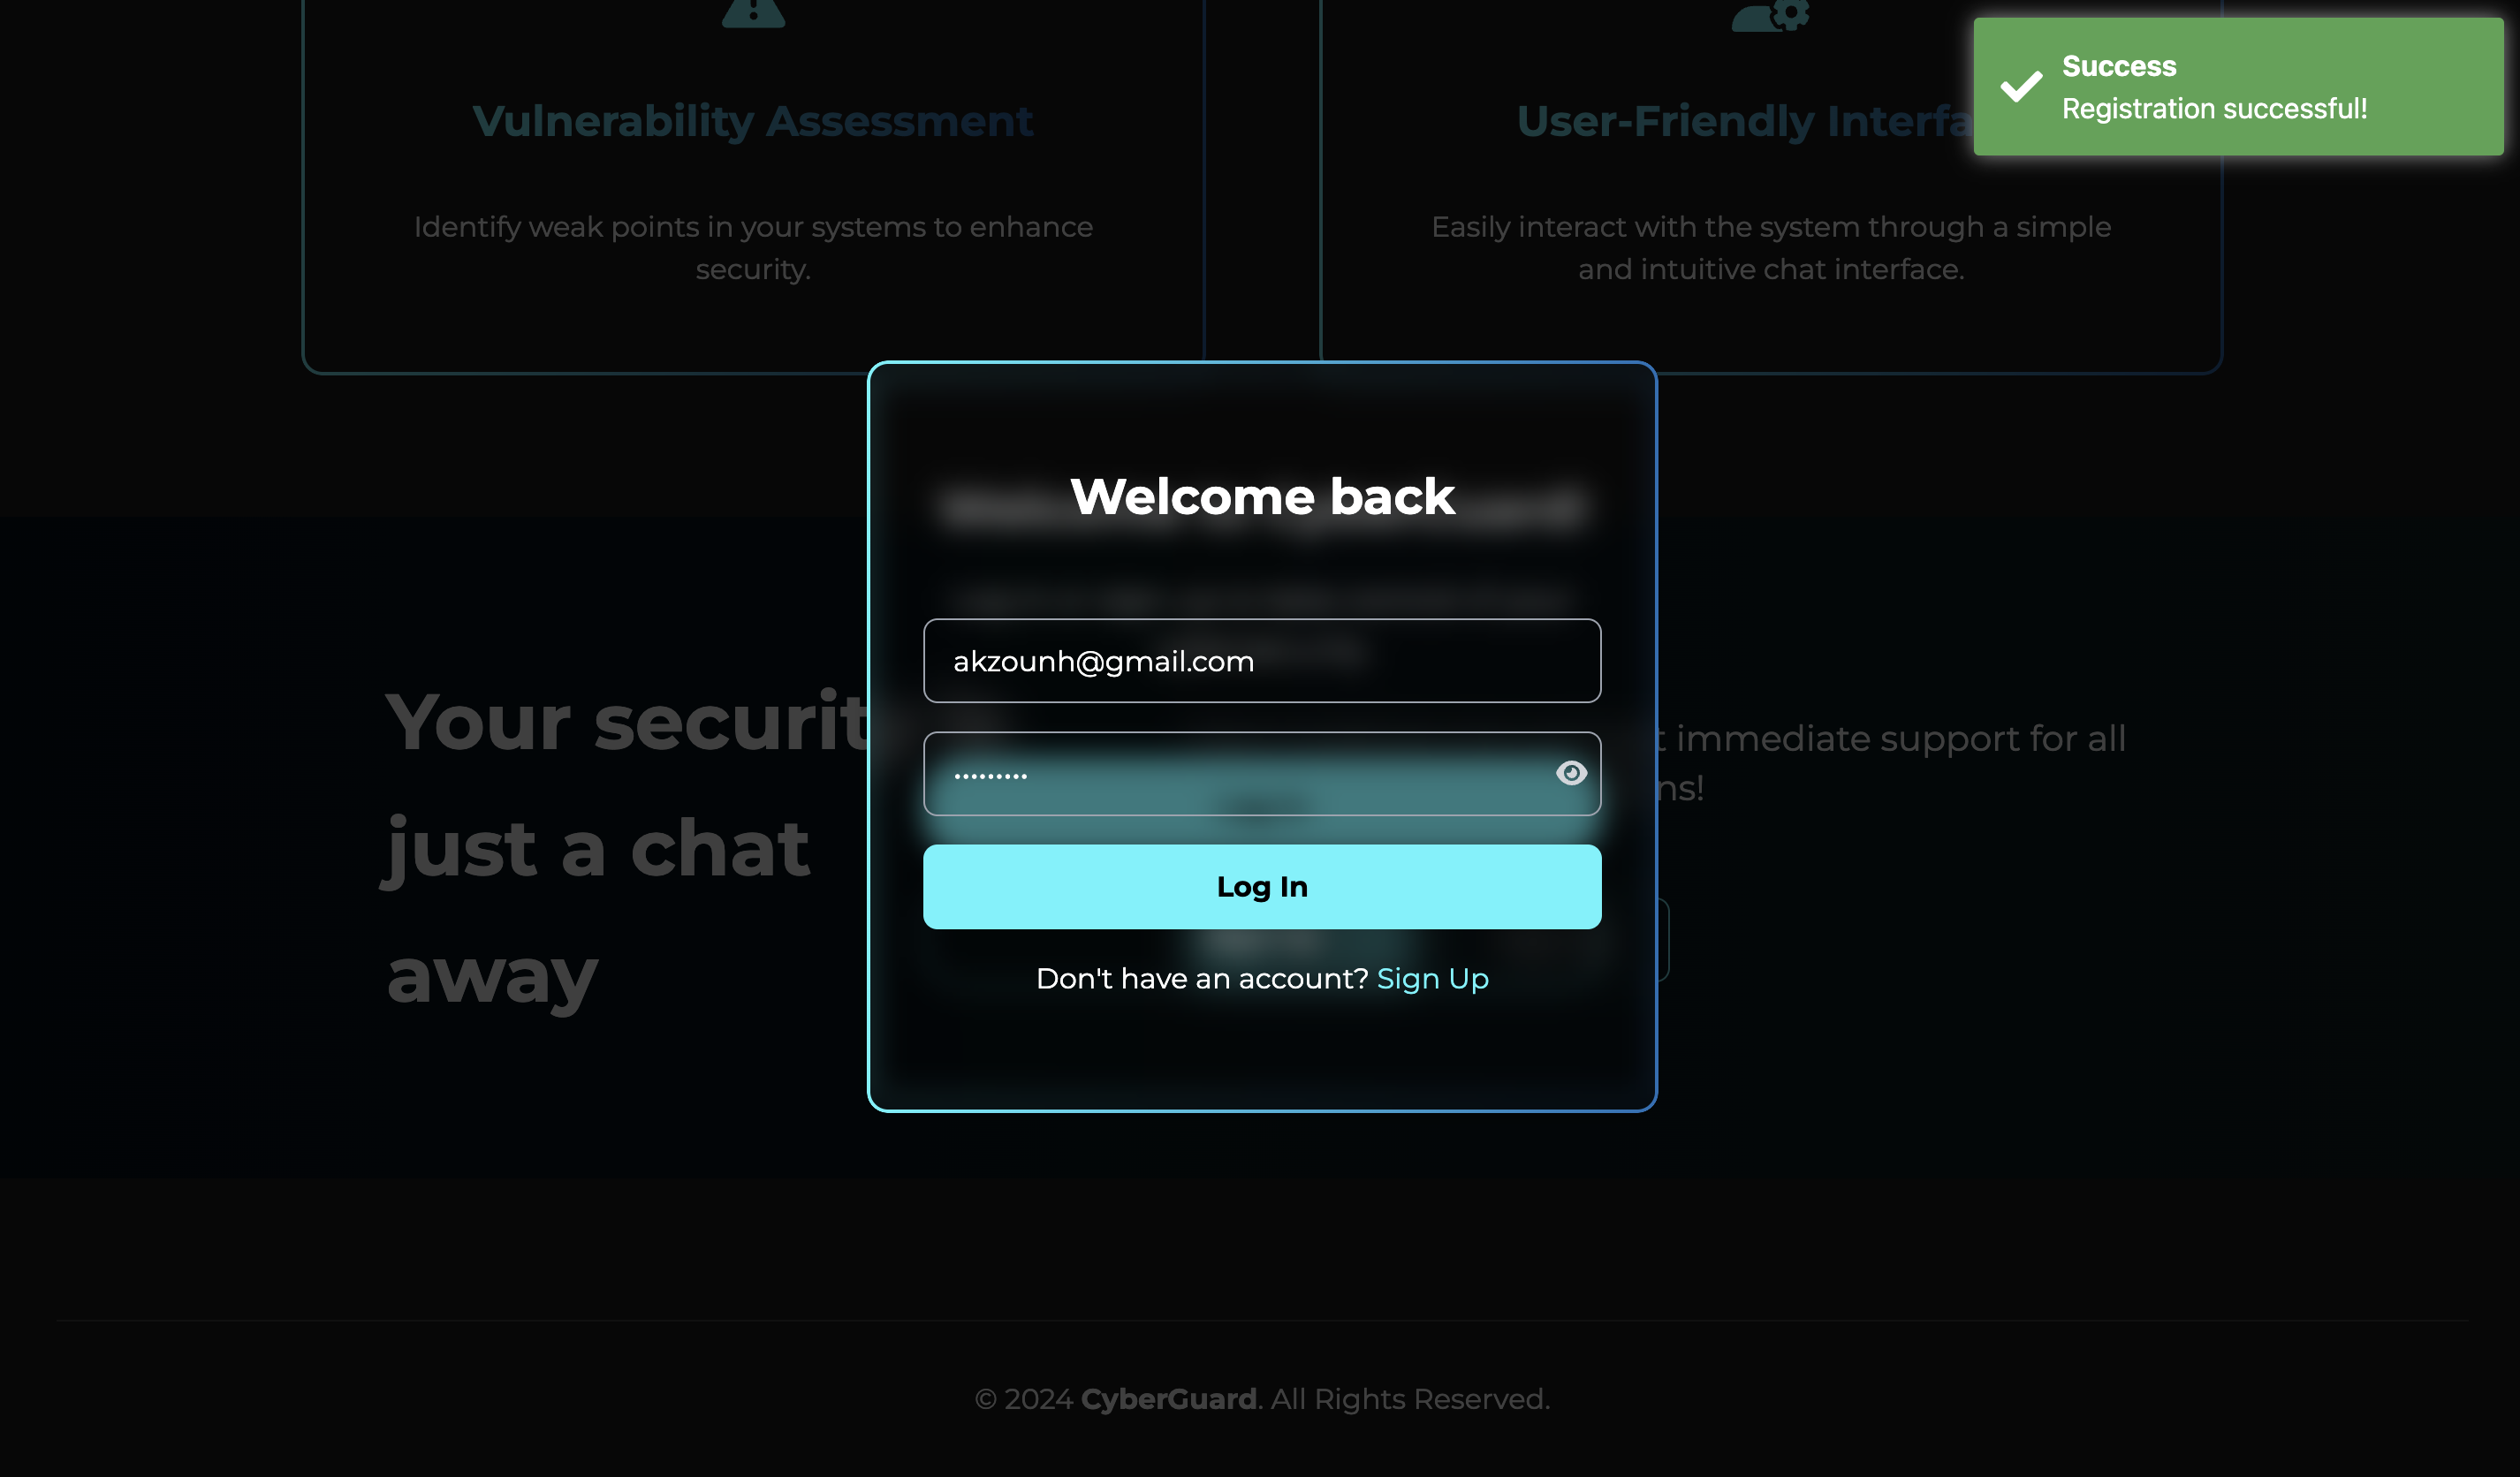 Success
Registration successful!
Vulnerability Assessment
Identify weak points in your systems to enhance
security.
User-Friendly Interfa
Easily interact with the system through a simple
and intuitive chat interface.
Welcome back
akzounh@gmail.com
•••••••••
Log In
Don't have an account? Sign Up
Your securit
just a chat
away
t immediate support for all
ns!
© 2024 CyberGuard. All Rights Reserved.